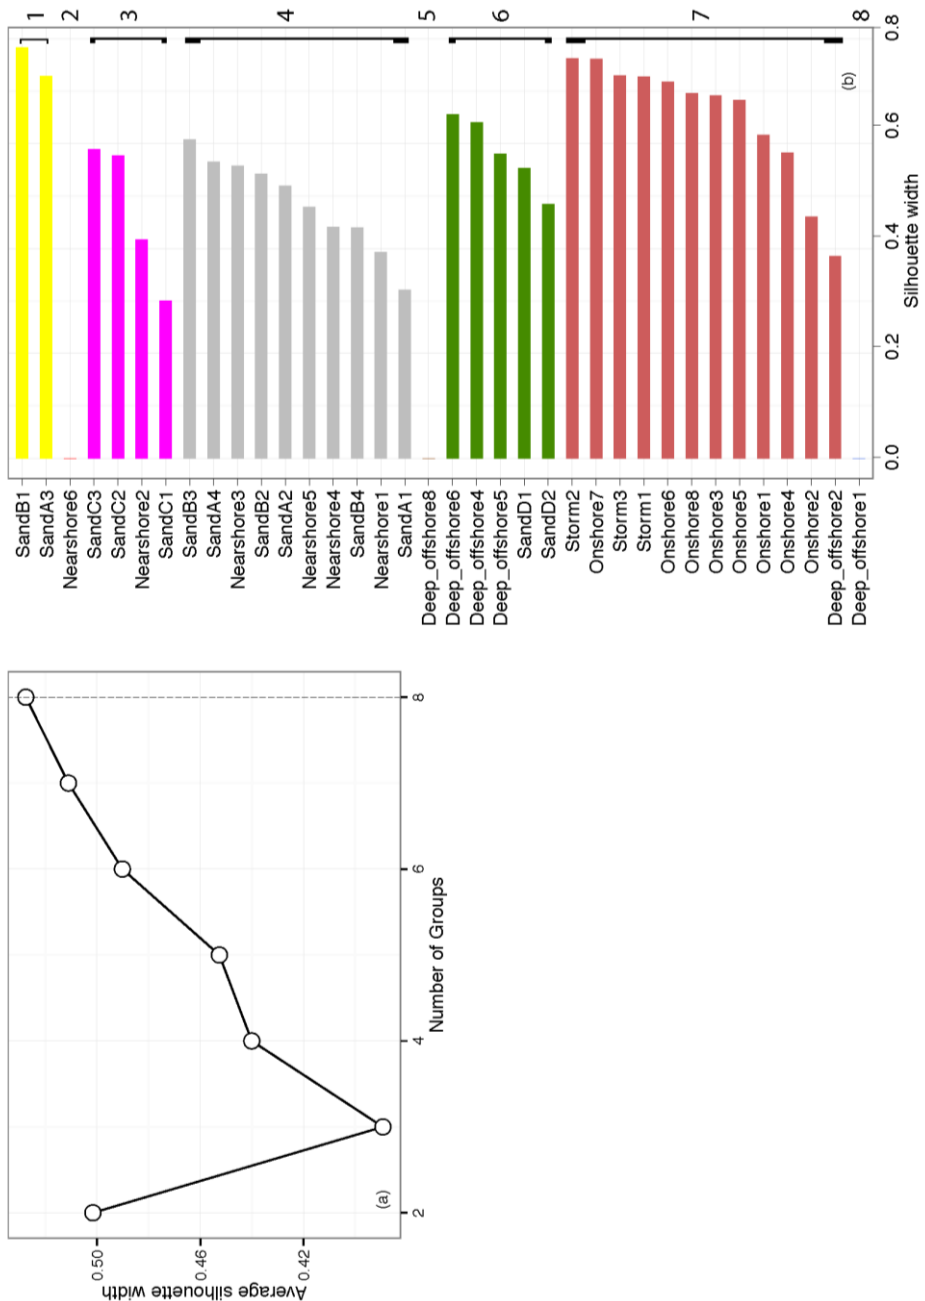 Average silhouette width
0.50
0.46
0.42
(a)
2
4
6
8
Number of Groups
SandB1
SandA3
Nearshore6
SandC3
SandC2
Nearshore2
SandC1
SandB3
SandA4
Nearshore3
SandB2
SandA2
Nearshore5
Nearshore4
SandB4
Nearshore1
SandA1
Deep_offshore8
Deep_offshore6
Deep_offshore4
Deep_offshore5
SandD1
SandD2
Storm2
Onshore7
Storm3
Storm1
Onshore6
Onshore8
Onshore3
Onshore5
Onshore1
Onshore4
Onshore2
Deep_offshore2
Deep_offshore1
1
2
3
4
5
6
7
8
(b)
0.0
0.2
0.4
0.6
0.8
Silhouette width